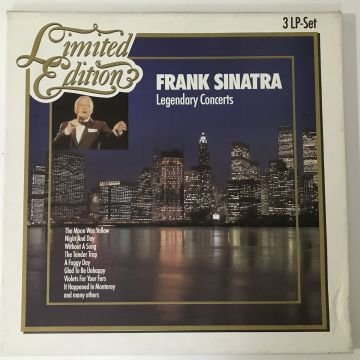 Limited
Edition
3 LP-Set
FRANK SINATRA
Legendary Concerts
The Moon Was Yellow
Night And Day
Without A Song
The Tender Trap
A Foggy Day
Glad To Be Unhappy
Violets For Your Furs
It Happened In Monterey
and many others